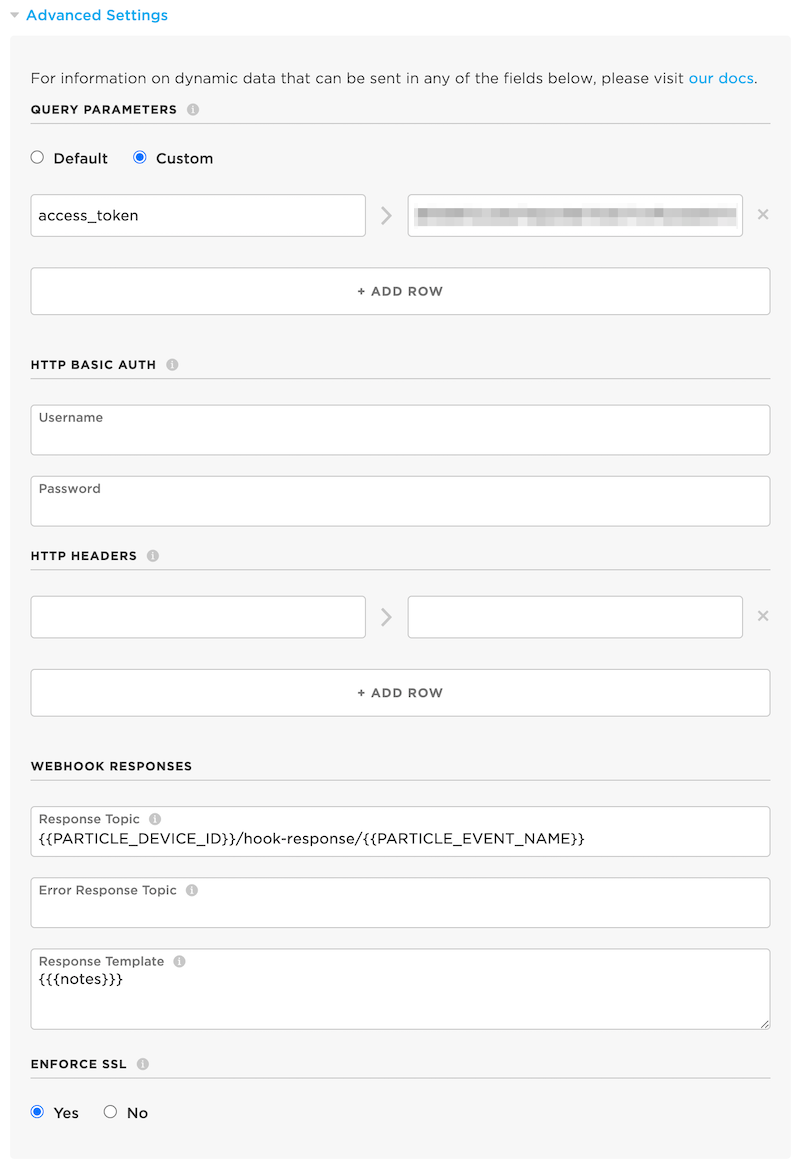 Advanced Settings
For information on dynamic data that can be sent in any of the fields below, please visit our docs.
QUERY PARAMETERS
Default Custom
access_token
+ ADD ROW
HTTP BASIC AUTH
Username
Password
HTTP HEADERS
+ ADD ROW
WEBHOOK RESPONSES
Response Topic
{{PARTICLE_DEVICE_ID}}/hook-response/{{PARTICLE_EVENT_NAME}}
Error Response Topic
Response Template
{{{notes}}}
ENFORCE SSL
Yes No